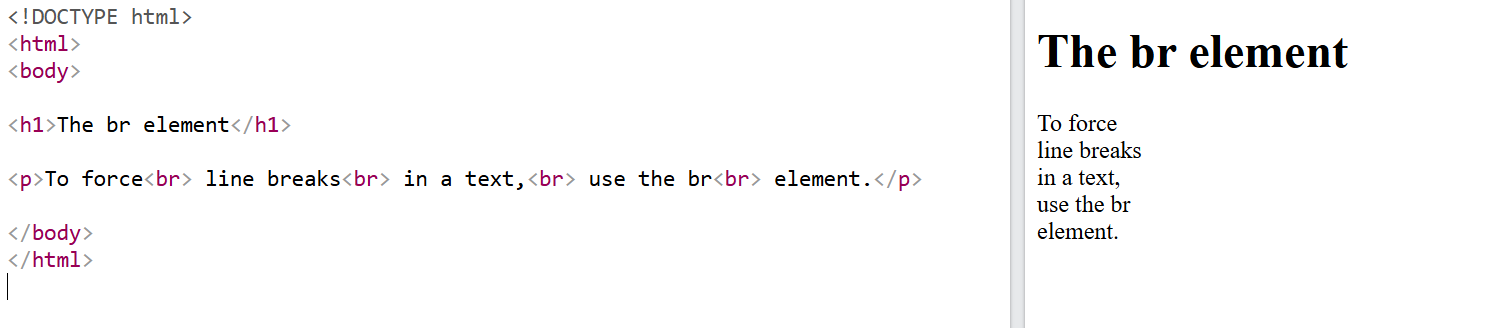 <!DOCTYPE html>
<html>
<body>
<h1>The br element</h1>
<p>To force<br> line breaks<br> in a text,<br> use the br<br> element.</p>
</body>
</html>
The br element
To force
line breaks
in a text,
use the br
element.